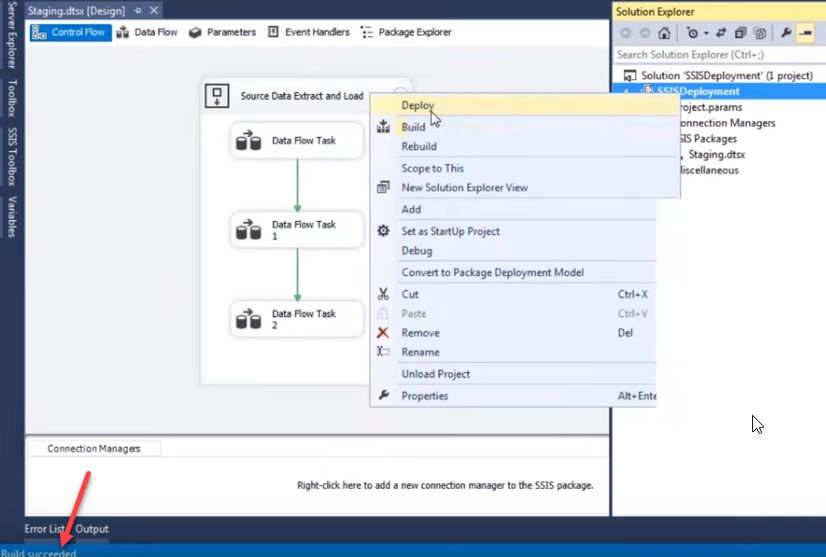 Staging.dtsx [Design]
Control Flow
Data Flow
Parameters
Event Handlers
Package Explorer
Server Explorer
Toolbox
SSIS Toolbox
Variables
Source Data Extract and Load
Data Flow Task
Data Flow Task
1
Data Flow Task
2
Deploy
Build
Rebuild
Scope to This
New Solution Explorer View
Add
Set as StartUp Project
Debug
Convert to Package Deployment Model
Cut Ctrl+X
Paste Ctrl+V
Remove Del
Rename
Unload Project
Properties Alt+Ente
Solution Explorer
Search Solution Explorer (Ctrl+;)
Solution 'SSISDeployment' (1 project)
SSISDeployment
roject.params
onnection Managers
SIS Packages
Staging.dtsx
iscellaneous
Connection Managers
Right-click here to add a new connection manager to the SSIS package.
Error List Output
Build succeeded